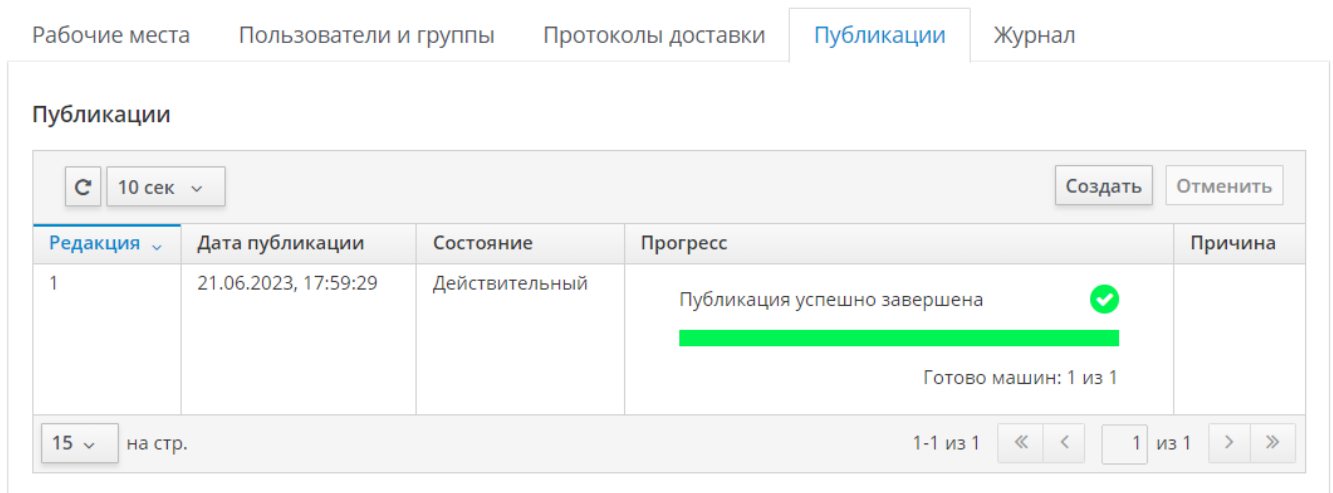 Рабочие места Пользователи и группы Протоколы доставки Публикации Журнал
Публикации
10 сек Создать Отменить
Редакция Дата публикации Состояние Прогресс Причина
1 21.06.2023, 17:59:29 Действительный Публикация успешно завершена
Готово машин: 1 из 1
15 на стр. 1-1 из 1 1 из 1